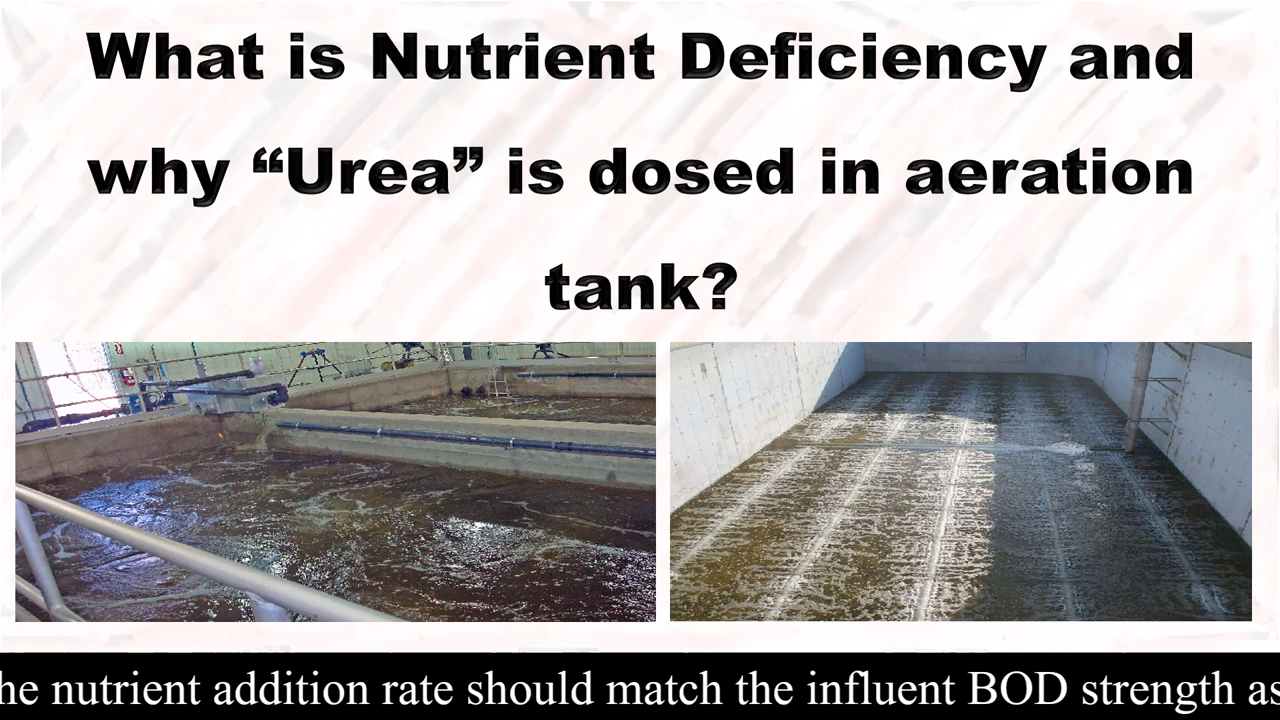 What is Nutrient Deficiency and
why “Urea” is dosed in aeration
tank?
he nutrient addition rate should match the influent BOD strength as